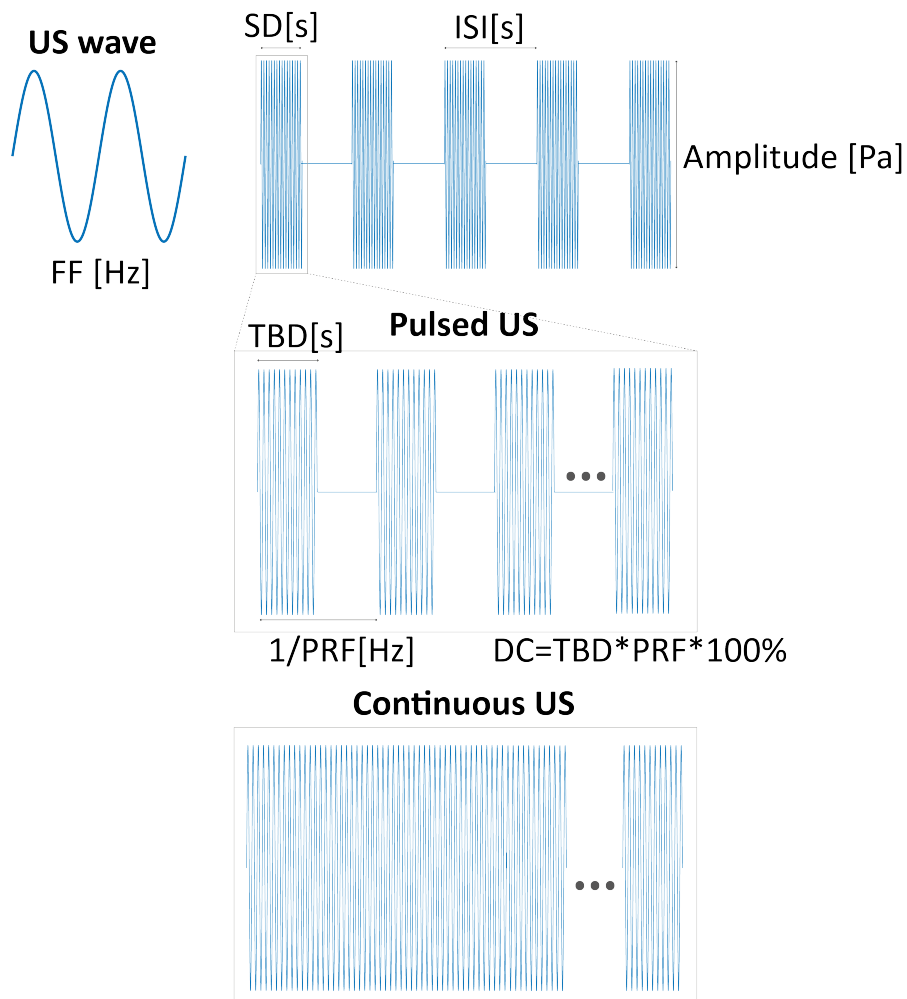 US wave
SD[s]
ISI[s]
Amplitude [Pa]
FF [Hz]
Pulsed US
TBD[s]
1/PRF[Hz]
DC=TBD*PRF*100%
Continuous US